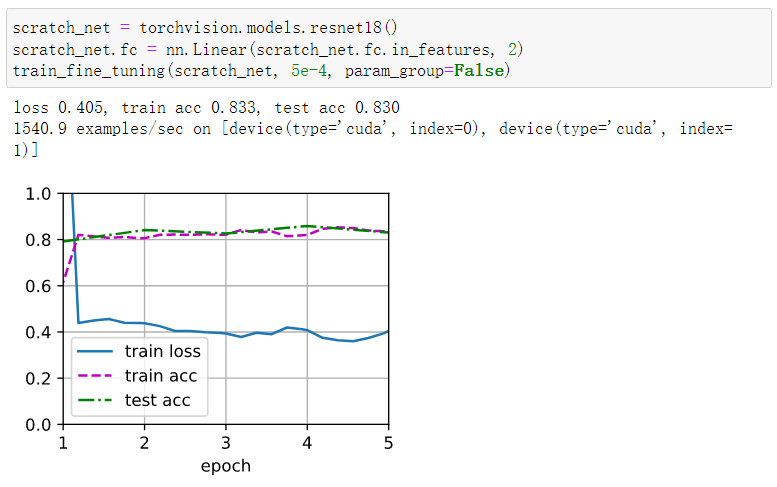 scratch_net = torchvision.models.resnet18()
scratch_net.fc = nn.Linear(scratch_net.fc.in_features, 2)
train_fine_tuning(scratch_net, 5e-4, param_group=False)
loss 0.405, train acc 0.833, test acc 0.830
1540.9 examples/sec on [device(type='cuda', index=0), device(type='cuda', index=
1)]
1.0
0.8
0.6
0.4
0.2
0.0
train loss
train acc
test acc
1 2 3 4 5
epoch